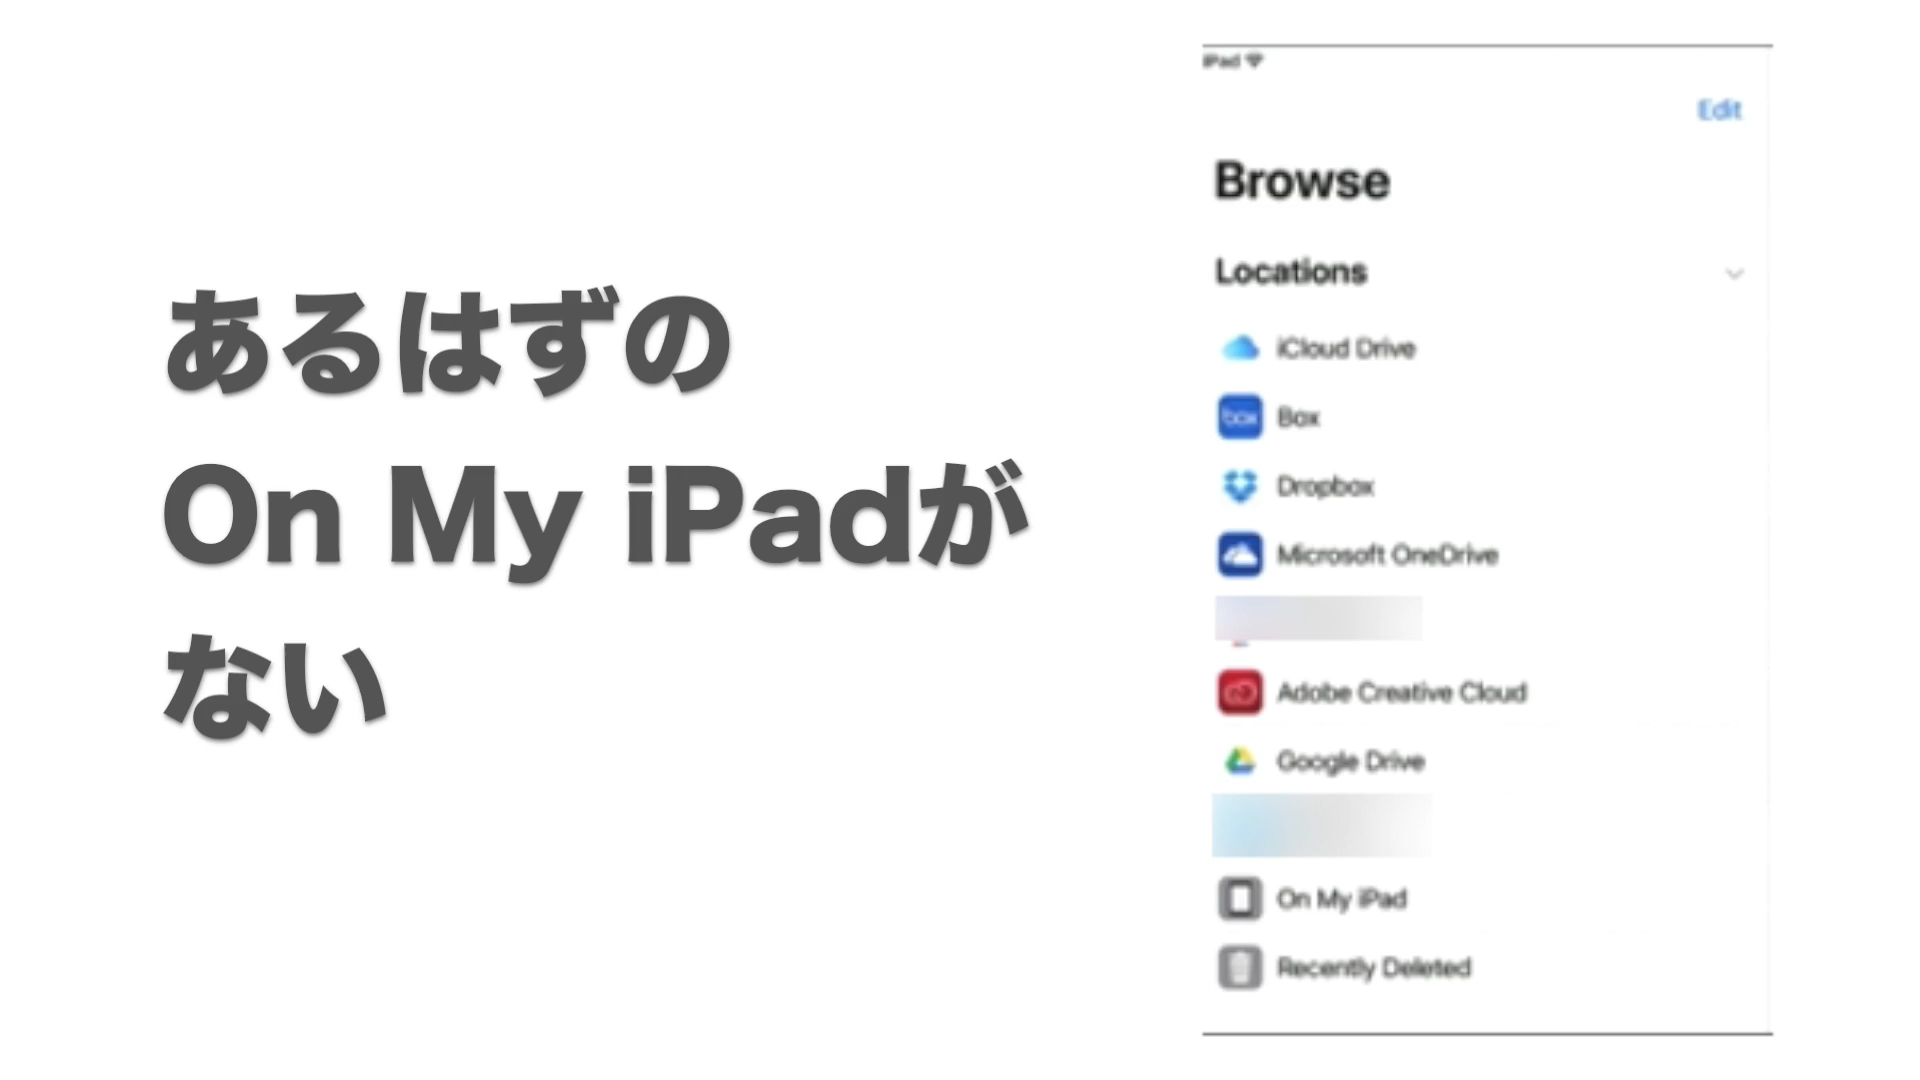 あるはずの
On My iPadが
ない
iPad
Edit
Browse
Locations
iCloud Drive
box Box
Dropbox
Microsoft OneDrive
Adobe Creative Cloud
Google Drive
On My iPad
Recently Deleted